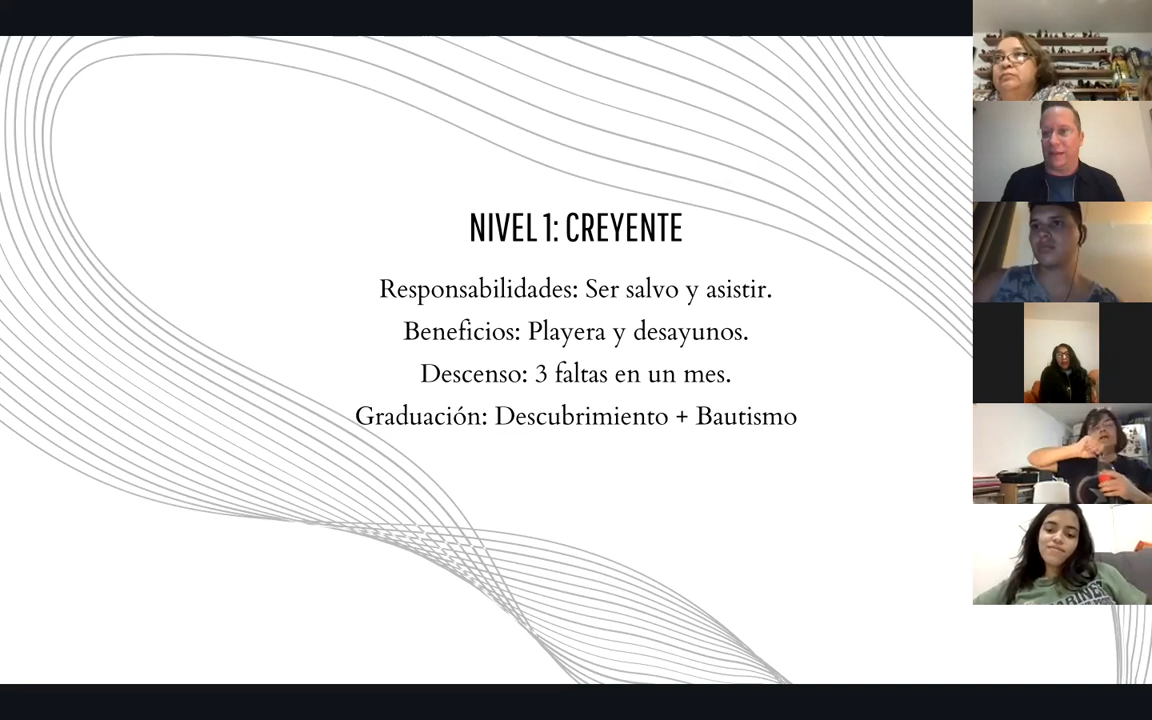 NIVEL 1: CREYENTE
Responsabilidades: Ser salvo y asistir.
Beneficios: Playera y desayunos.
Descenso: 3 faltas en un mes.
Graduación: Descubrimiento + Bautismo